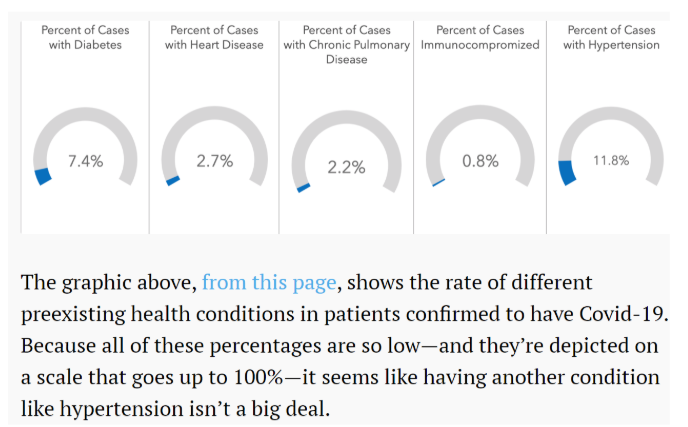 Percent of Cases
with Diabetes
Percent of Cases
with Heart Disease
Percent of Cases
with Chronic Pulmonary
Disease
Percent of Cases
Immunocompromized
Percent of Cases
with Hypertension
7.4%
2.7%
2.2%
0.8%
11.8%
The graphic above, from this page, shows the rate of different
preexisting health conditions in patients confirmed to have Covid-19.
Because all of these percentages are so low—and they’re depicted on
a scale that goes up to 100%—it seems like having another condition
like hypertension isn’t a big deal.